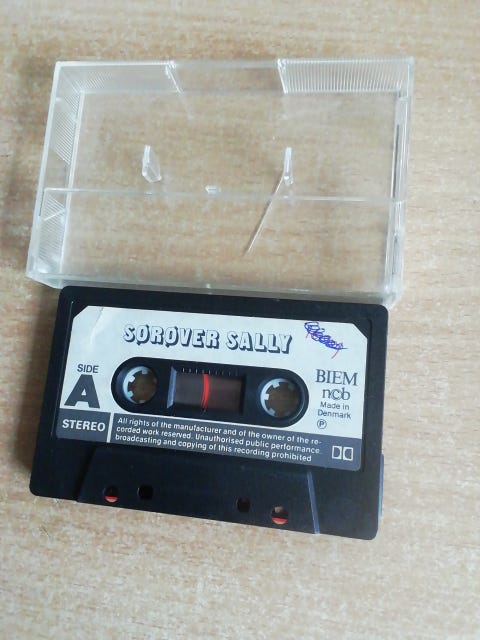 SØRØVER SALLY
SIDE
A
STEREO
BIEM
ncb
Made in
Denmark
Ⓟ
All rights of the manufacturer and of the owner of the re-
corded work reserved. Unauthorised public performance
broadcasting and copying of this recording prohibited